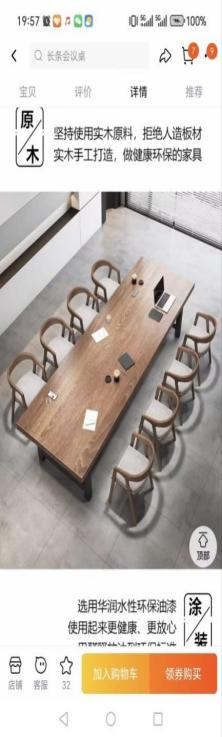 19:57
100%
长条会议桌
7
9
宝贝 评价 详情 推荐
原木
坚持使用实木原料，拒绝人造板材
实木手工打造，做健康环保的家具
顶部
选用华润水性环保油漆
使用起来更健康、更放心
涂装
店铺
客服
32
加入购物车
领券购买